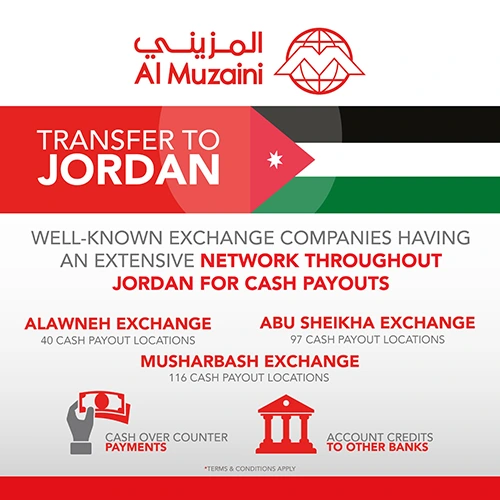 المزيني
Al Muzaini
TRANSFER TO
JORDAN
WELL-KNOWN EXCHANGE COMPANIES HAVING
AN EXTENSIVE NETWORK THROUGHOUT
JORDAN FOR CASH PAYOUTS
ALAWNEH EXCHANGE
40 CASH PAYOUT LOCATIONS
ABU SHEIKHA EXCHANGE
97 CASH PAYOUT LOCATIONS
MUSHARBASH EXCHANGE
116 CASH PAYOUT LOCATIONS
CASH OVER COUNTER
PAYMENTS
ACCOUNT CREDITS
TO OTHER BANKS
*TERMS & CONDITIONS APPLY